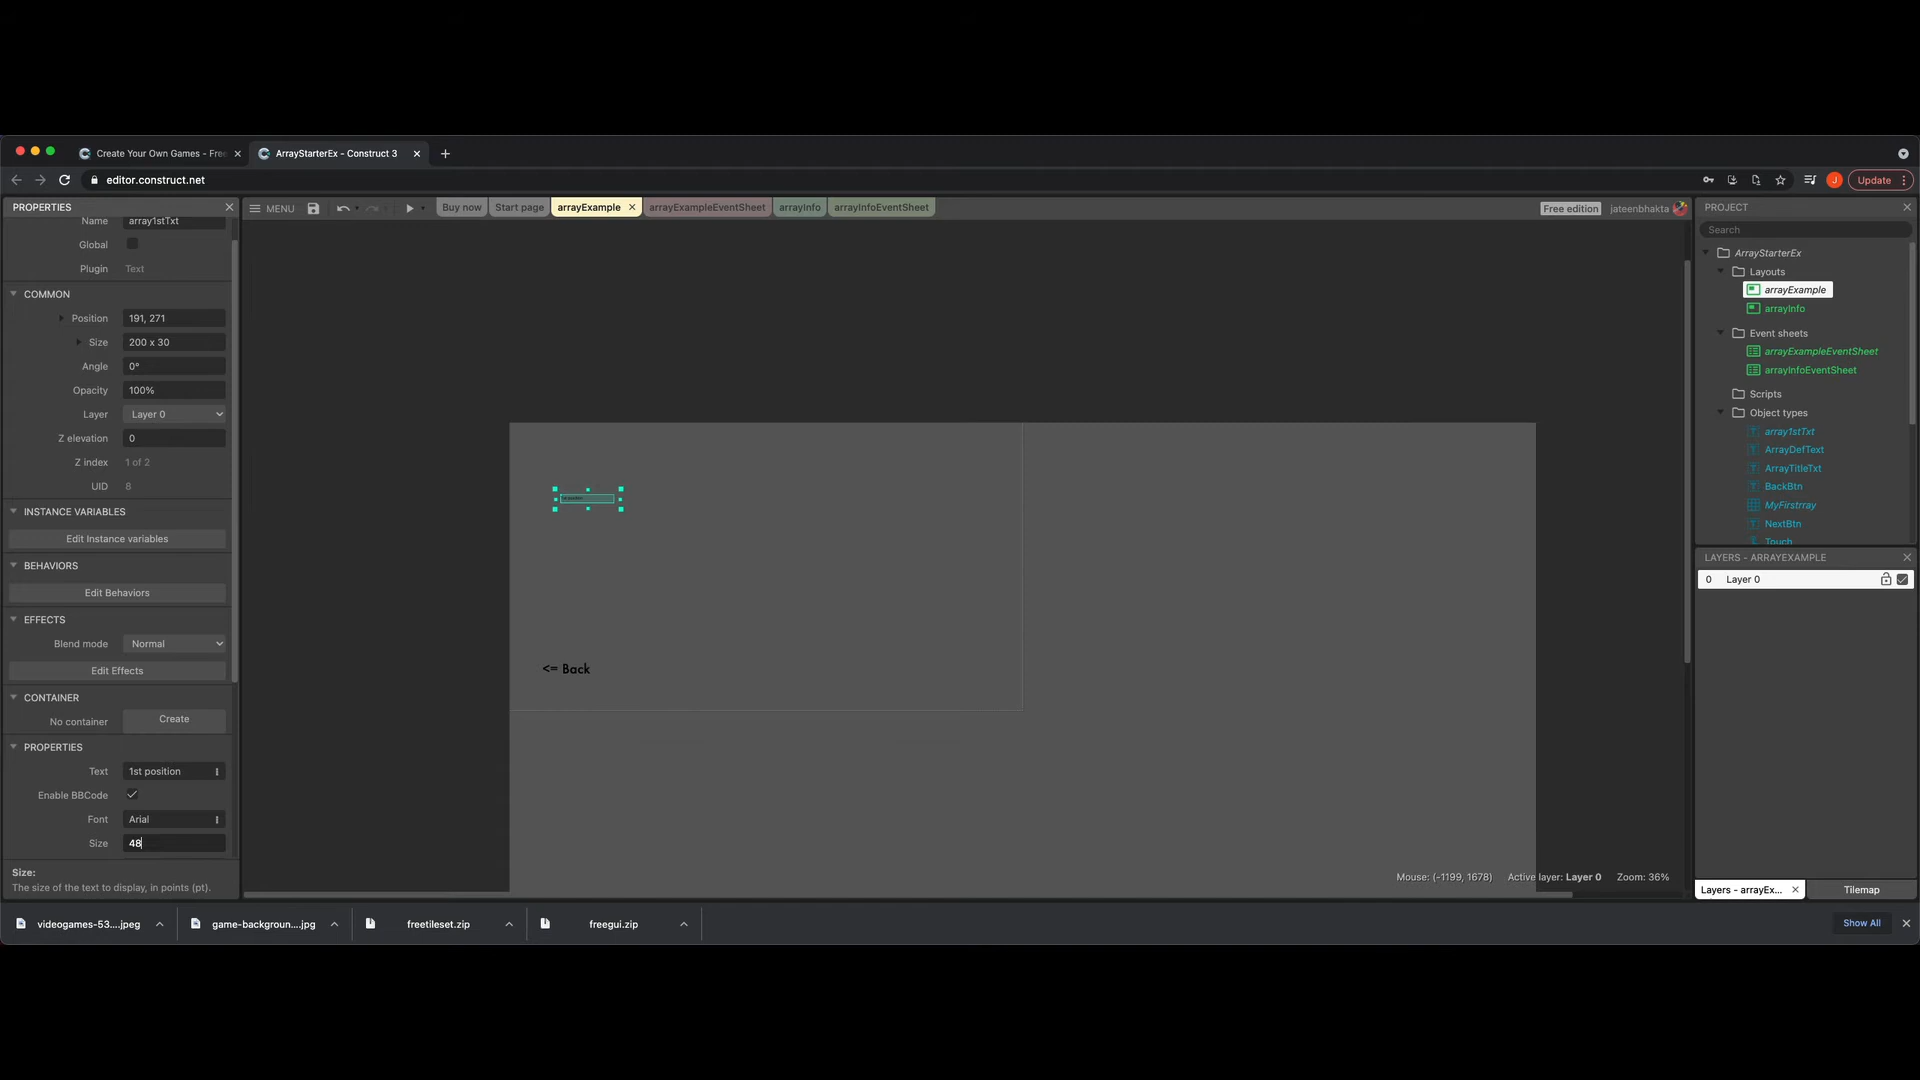 Create Your Own Games - Free
ArrayStarterEx - Construct 3
editor.construct.net
J
Update
PROPERTIES
MENU
Buy now
Start page
arrayExample
arrayExampleEventSheet
arrayInfo
arrayInfoEventSheet
Free edition
jateenbhakta
PROJECT
Name array1stTxt
Global
Plugin Text
COMMON
Position 191, 271
Size 200 x 30
Angle 0°
Opacity 100%
Layer Layer 0
Z elevation 0
Z index 1 of 2
UID 8
INSTANCE VARIABLES
Edit Instance variables
BEHAVIORS
Edit Behaviors
EFFECTS
Blend mode Normal
Edit Effects
CONTAINER
No container Create
PROPERTIES
Text 1st position
Enable BBCode
Font Arial
Size 48
Size:
The size of the text to display, in points (pt).
<= Back
Mouse: (-1199, 1678) Active layer: Layer 0 Zoom: 36%
Search
ArrayStarterEx
Layouts
arrayExample
arrayInfo
Event sheets
arrayExampleEventSheet
arrayInfoEventSheet
Scripts
Object types
array1stTxt
ArrayDefText
ArrayTitleTxt
BackBtn
MyFirstrray
NextBtn
Touch
LAYERS - ARRAYEXAMPLE
0 Layer 0
Layers - arrayEx...
Tilemap
videogames-53....jpeg
game-backgroun....jpg
freetileset.zip
freegui.zip
Show All